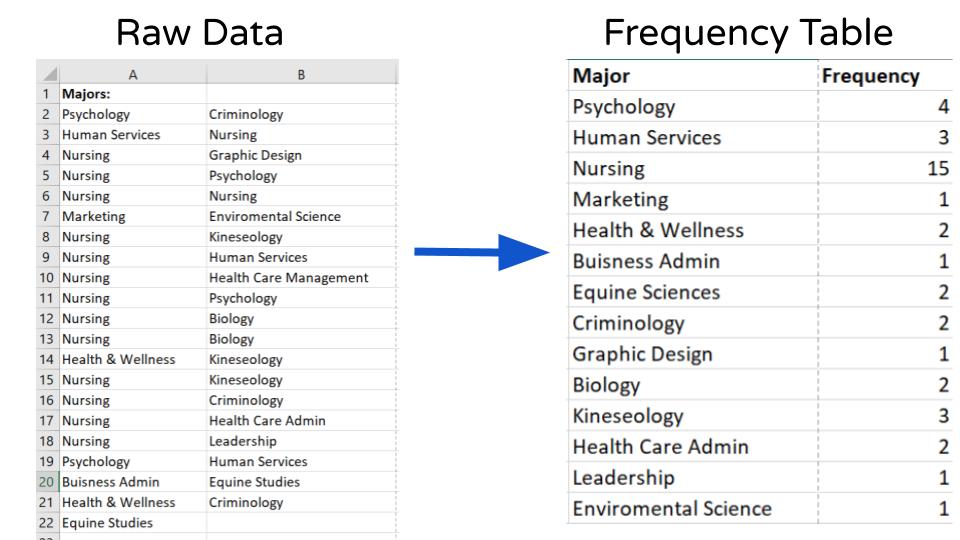 Raw Data
Frequency Table
A B
1 Majors:
2 Psychology Criminology
3 Human Services Nursing
4 Nursing Graphic Design
5 Nursing Psychology
6 Nursing Nursing
7 Marketing Enviromental Science
8 Nursing Kineseology
9 Nursing Human Services
10 Nursing Health Care Management
11 Nursing Psychology
12 Nursing Biology
13 Nursing Biology
14 Health & Wellness Kineseology
15 Nursing Kineseology
16 Nursing Criminology
17 Nursing Health Care Admin
18 Nursing Leadership
19 Psychology Human Services
20 Buisness Admin Equine Studies
21 Health & Wellness Criminology
22 Equine Studies
Major Frequency
Psychology 4
Human Services 3
Nursing 15
Marketing 1
Health & Wellness 2
Buisness Admin 1
Equine Sciences 2
Criminology 2
Graphic Design 1
Biology 2
Kineseology 3
Health Care Admin 2
Leadership 1
Enviromental Science 1